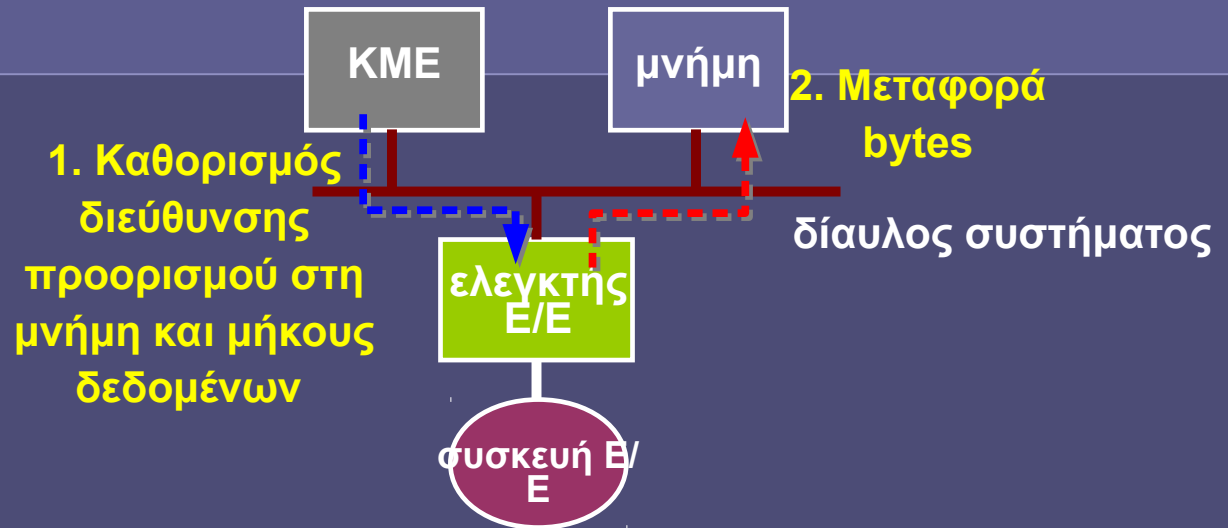 ΚΜΕ
μνήμη
1. Καθορισμός
διεύθυνσης
προορισμού στη
μνήμη και μήκους
δεδομένων
2. Μεταφορά
bytes
δίαυλος συστήματος
ελεγκτής
Ε/Ε
συσκευή Ε/
Ε